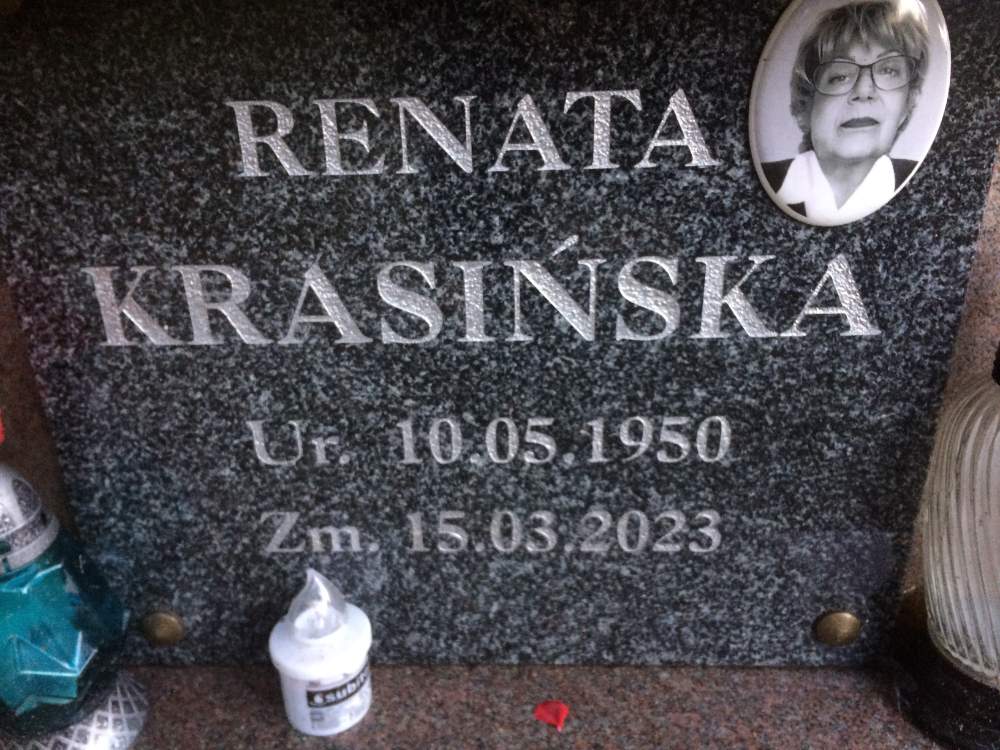 RENATA
KRASIŃSKA
Ur. 10.05.1950
Zm. 15.03.2023